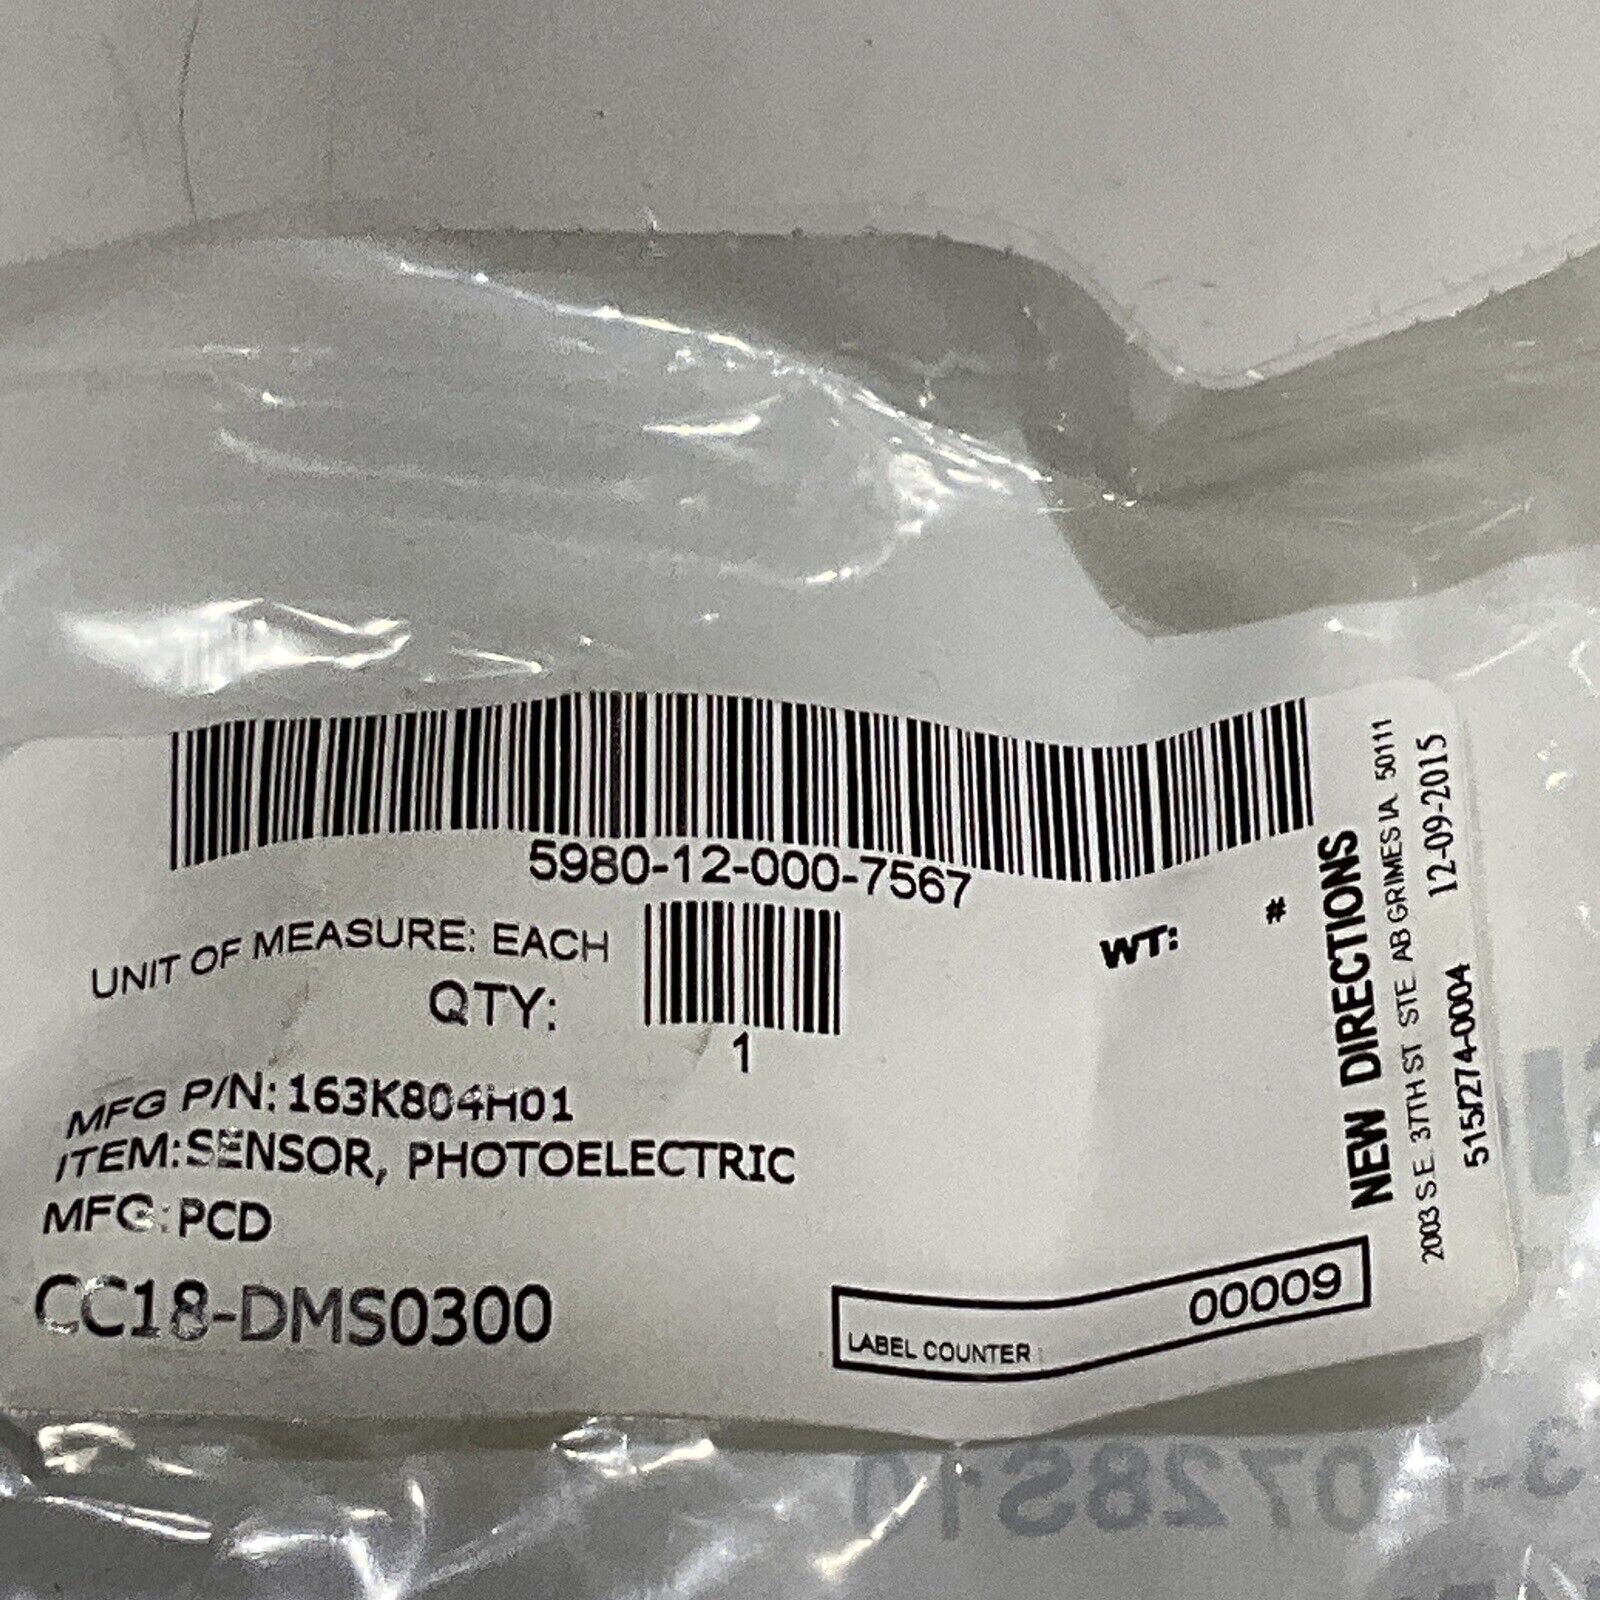 5980-12-000-7567
UNIT OF MEASURE: EACH
QTY:
1
WT: #
MFG P/N: 163K804H01
ITEM: SENSOR, PHOTOELECTRIC
MFG: PCD
CC18-DMS0300
LABEL COUNTER 00009
NEW DIRECTIONS
2003 S.E. 37TH ST STE AB GRIMES IA 50111
515/274-0004 12-09-2015